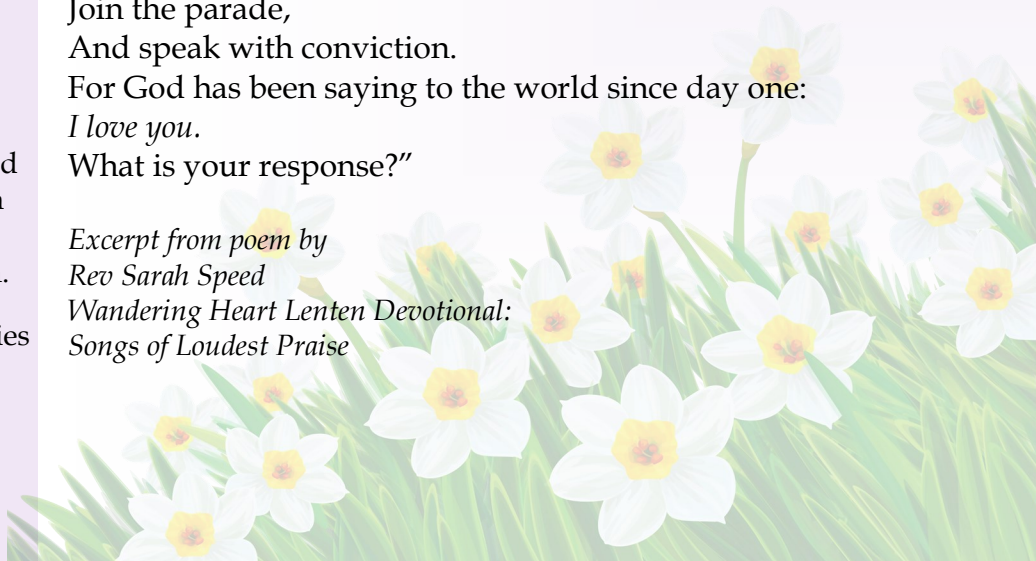 Join the parade,
And speak with conviction.
For God has been saying to the world since day one:
I love you.
What is your response?”
Excerpt from poem by
Rev Sarah Speed
Wandering Heart Lenten Devotional:
Songs of Loudest Praise